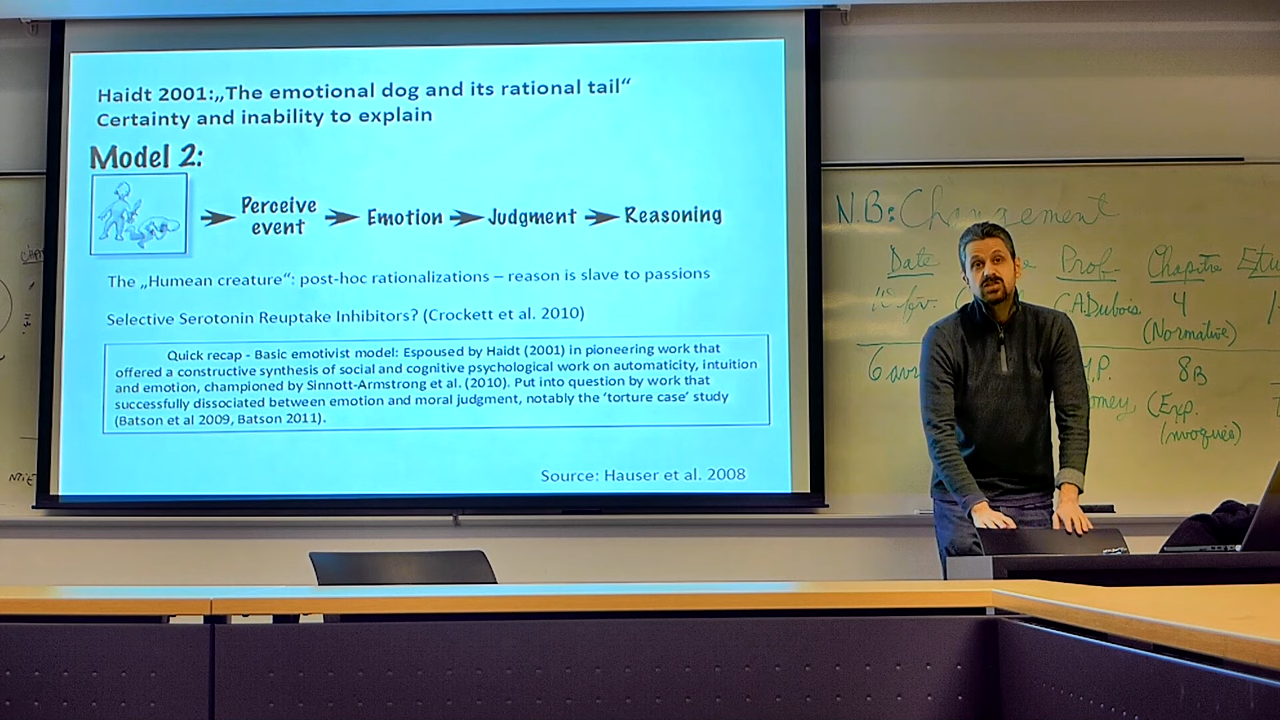 Haidt 2001:„The emotional dog and its rational tail“
Certainty and inability to explain
Model 2:
Perceive event
Emotion
Judgment
Reasoning
The „Humean creature“: post-hoc rationalizations – reason is slave to passions
Selective Serotonin Reuptake Inhibitors? (Crockett et al. 2010)
Quick recap - Basic emotivist model: Espoused by Haidt (2001) in pioneering work that
offered a constructive synthesis of social and cognitive psychological work on automaticity, intuition
and emotion, championed by Sinnott-Armstrong et al. (2010). Put into question by work that
successfully dissociated between emotion and moral judgment, notably the ‘torture case’ study
(Batson et al 2009, Batson 2011).
Source: Hauser et al. 2008
N.B: Changement
Date Prof. Chapitre
CA.Dubois 4
(Normative)
6 8B
(Exp.
invoqués)